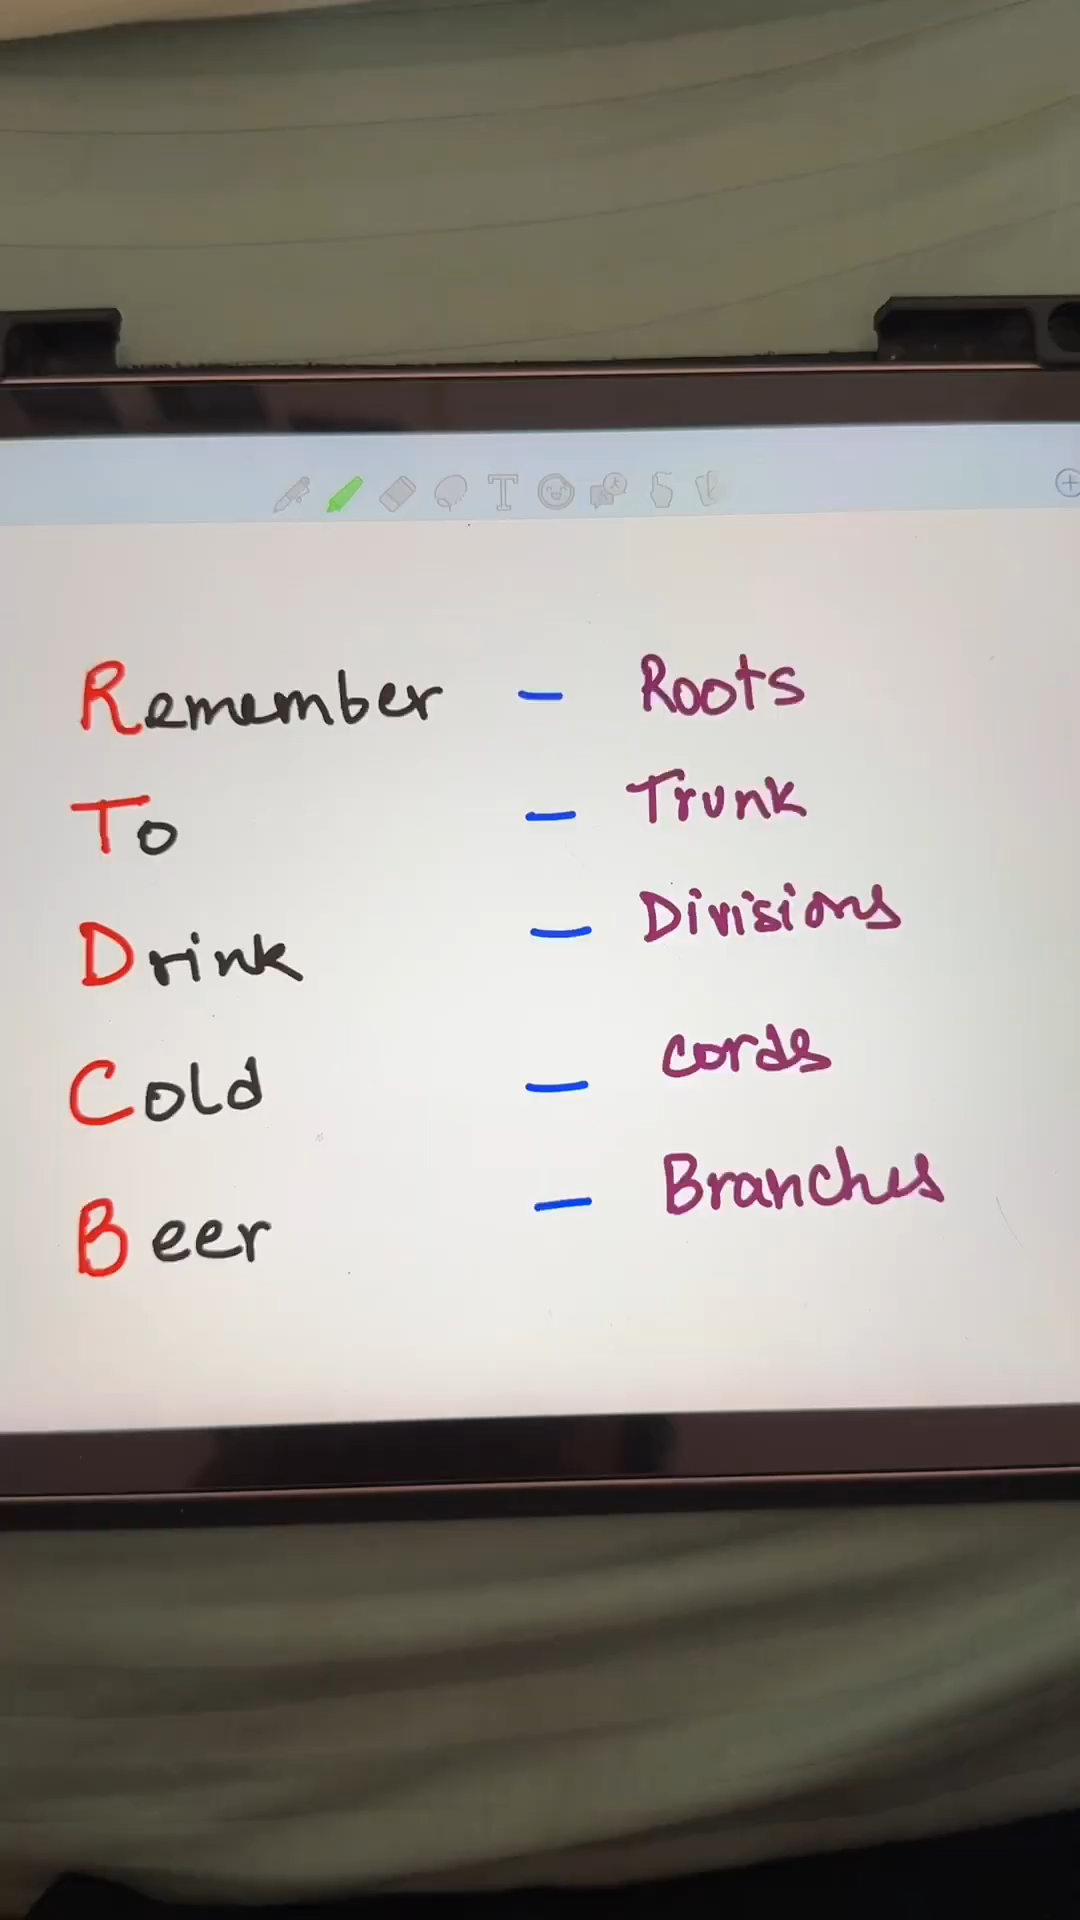 Remember - Roots
To - Trunk
Drink - Divisions
Cold - cords
Beer - Branches